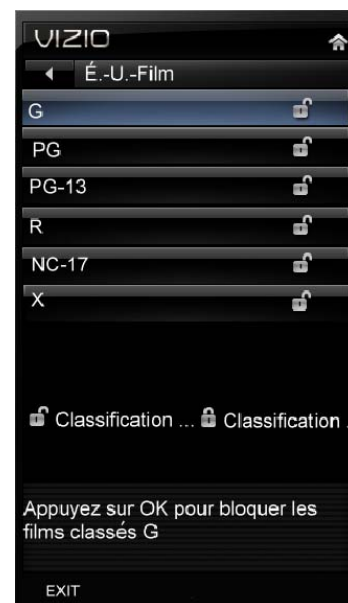 VIZIO
É.-U.-Film
G
PG
PG-13
R
NC-17
X
Classification ... Classification .
Appuyez sur OK pour bloquer les
films classés G
EXIT